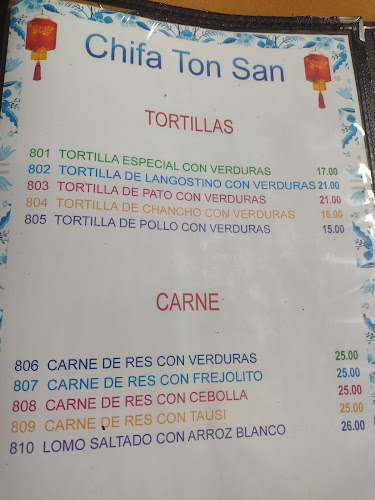 Chifa Ton San
TORTILLAS
801 TORTILLA ESPECIAL CON VERDURAS 17.00
802 TORTILLA DE LANGOSTINO CON VERDURAS 21.00
803 TORTILLA DE PATO CON VERDURAS 21.00
804 TORTILLA DE CHANCHO CON VERDURAS 16.00
805 TORTILLA DE POLLO CON VERDURAS 15.00
CARNE
806 CARNE DE RES CON VERDURAS 25.00
807 CARNE DE RES CON FREJOLITO 25.00
808 CARNE DE RES CON CEBOLLA 25.00
809 CARNE DE RES CON TAUSI 25.00
810 LOMO SALTADO CON ARROZ BLANCO 26.00